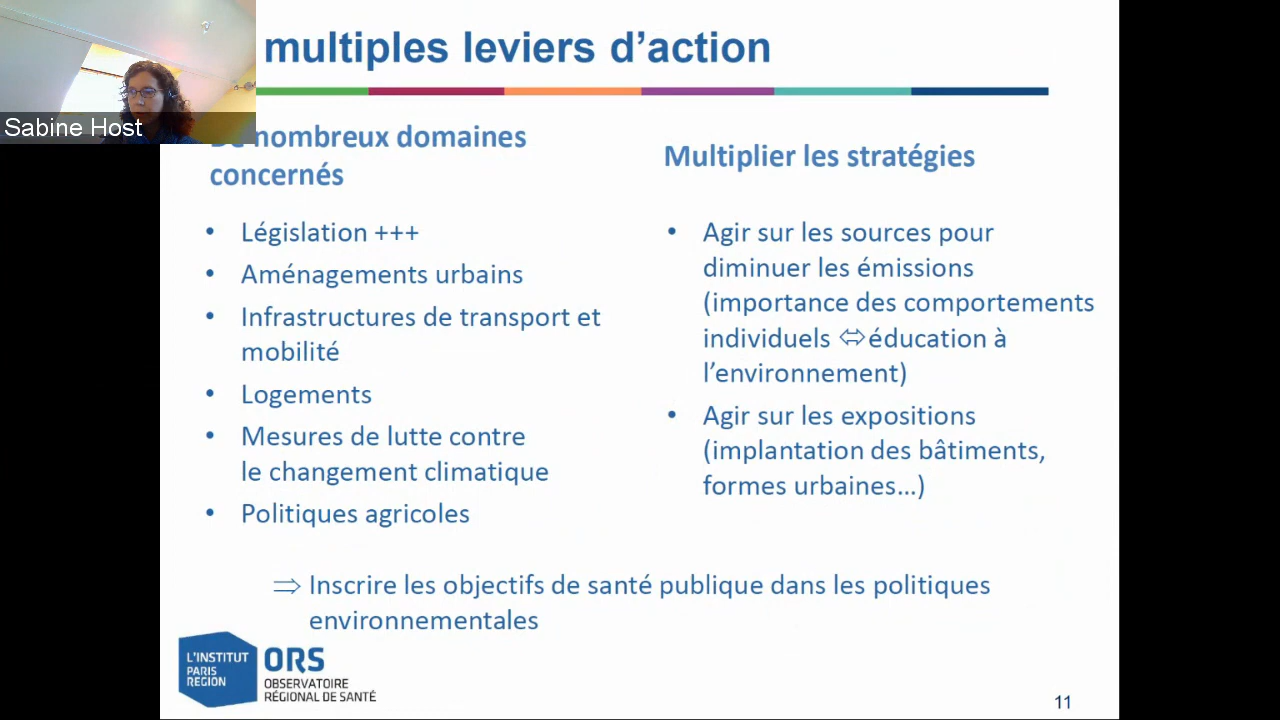 multiples leviers d’action
Sabine Host
nombreux domaines
concernés
• Législation +++
• Aménagements urbains
• Infrastructures de transport et
mobilité
• Logements
• Mesures de lutte contre
le changement climatique
• Politiques agricoles
Multiplier les stratégies
• Agir sur les sources pour
diminuer les émissions
(importance des comportements
individuels ⬄ éducation à
l’environnement)
• Agir sur les expositions
(implantation des bâtiments,
formes urbaines…)
⇒ Inscrire les objectifs de santé publique dans les politiques
environnementales
L'INSTITUT
PARIS
REGION
ORS
OBSERVATOIRE
RÉGIONAL DE SANTÉ
11